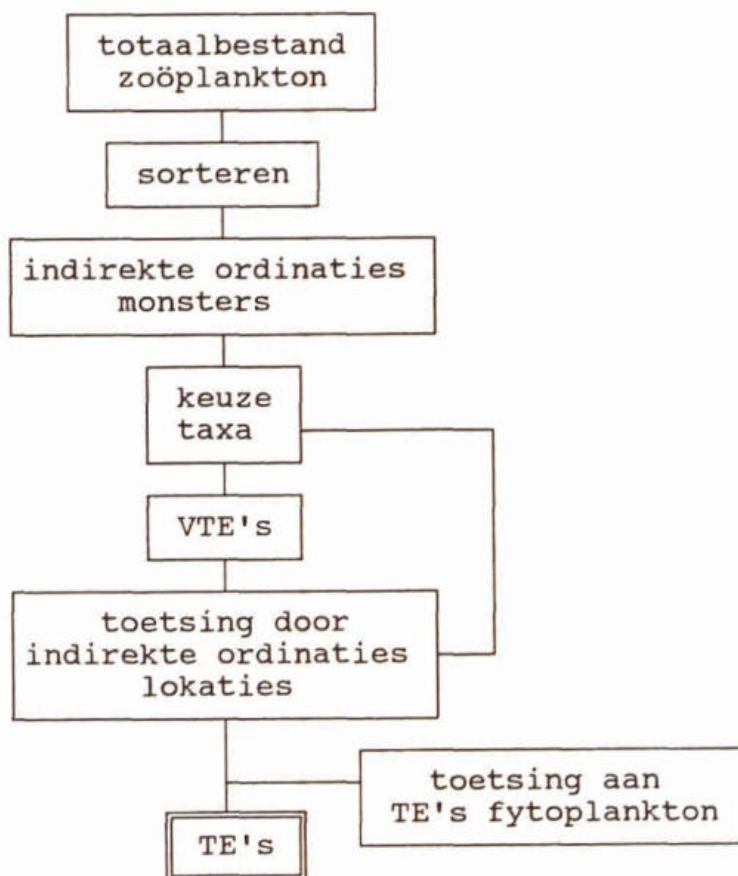 totaalbestand
zoöplankton
sorteren
indirekte ordinaties
monsters
keuze
taxa
VTE's
toetsing door
indirekte ordinaties
lokaties
toetsing aan
TE's fytoplankton
TE's